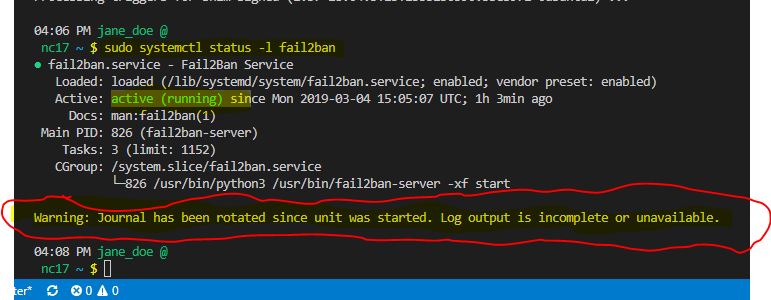 04:06 PM jane_doe @
nc17 ~ $ sudo systemctl status -l fail2ban
● fail2ban.service - Fail2Ban Service
Loaded: loaded (/lib/systemd/system/fail2ban.service; enabled; vendor preset: enabled)
Active: active (running) since Mon 2019-03-04 15:05:07 UTC; 1h 3min ago
Docs: man:fail2ban(1)
Main PID: 826 (fail2ban-server)
Tasks: 3 (limit: 1152)
CGroup: /system.slice/fail2ban.service
└─826 /usr/bin/python3 /usr/bin/fail2ban-server -xf start
Warning: Journal has been rotated since unit was started. Log output is incomplete or unavailable.
04:08 PM jane_doe @
nc17 ~ $
ter* 0 0